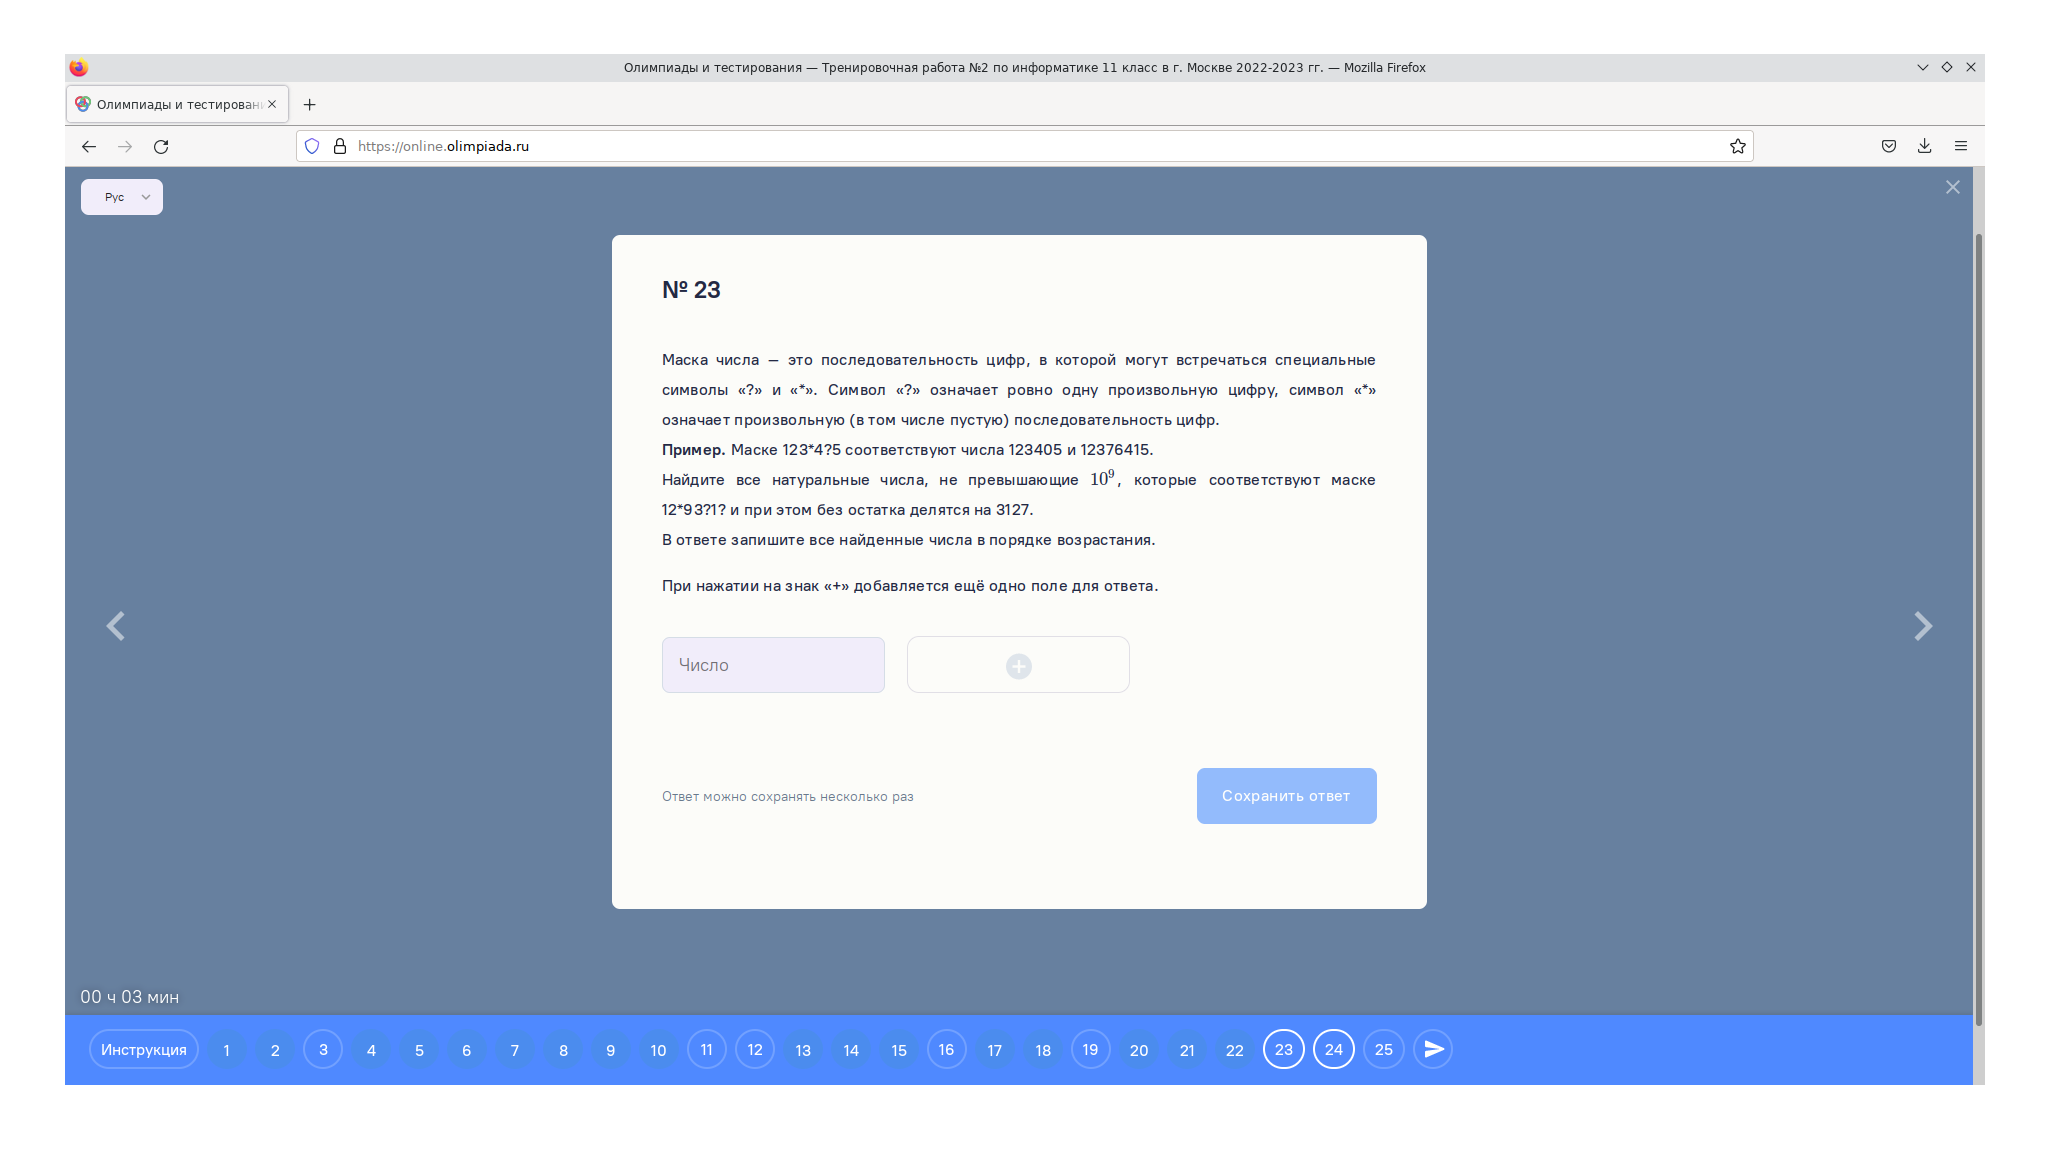 Олимпиады и тестирования — Тренировочная работа №2 по информатике 11 класс в г. Москве 2022-2023 гг. — Mozilla Firefox
Олимпиады и тестировани
https://online.olimpiada.ru
Рус
№ 23
Маска числа – это последовательность цифр, в которой могут встречаться специальные
символы «?» и «*». Символ «?» означает ровно одну произвольную цифру, символ «*»
означает произвольную (в том числе пустую) последовательность цифр.
Пример. Маске 123*4?5 соответствуют числа 123405 и 12376415.
Найдите все натуральные числа, не превышающие 10⁹, которые соответствуют маске
12*93?1? и при этом без остатка делятся на 3127.
В ответе запишите все найденные числа в порядке возрастания.
При нажатии на знак «+» добавляется ещё одно поле для ответа.
Число
Ответ можно сохранять несколько раз
Сохранить ответ
00 ч 03 мин
Инструкция 1 2 3 4 5 6 7 8 9 10 11 12 13 14 15 16 17 18 19 20 21 22 23 24 25